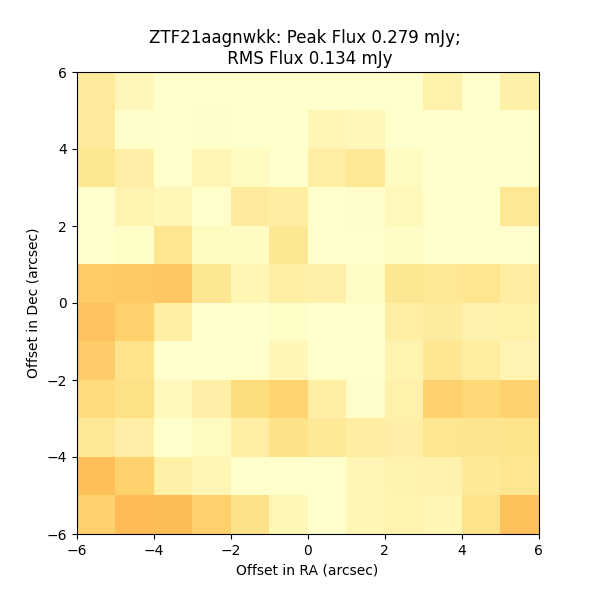 ZTF21aagnwkk: Peak Flux 0.279 mJy;
RMS Flux 0.134 mJy
6
4
2
0
−2
−4
−6
Offset in Dec (arcsec)
−6 −4 −2 0 2 4 6
Offset in RA (arcsec)